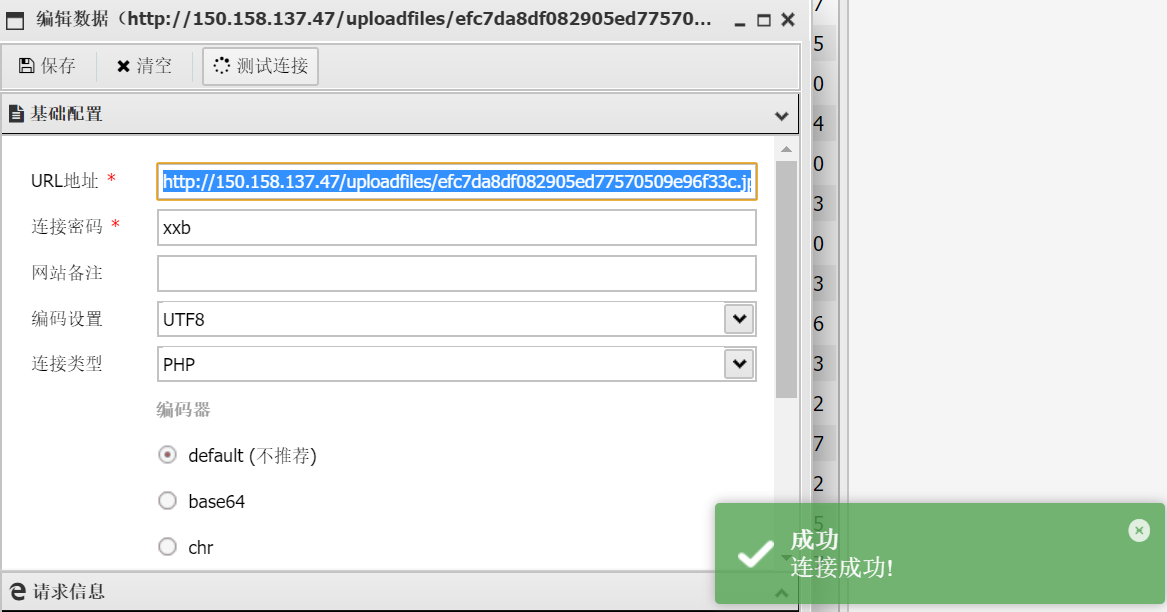 编辑数据（http://150.158.137.47/uploadfiles/efc7da8df082905ed77570...
保存 清空 测试连接
基础配置
URL地址 * http://150.158.137.47/uploadfiles/efc7da8df082905ed77570509e96f33c.jp
连接密码 * xxb
网站备注
编码设置 UTF8
连接类型 PHP
编码器
default (不推荐)
base64
chr
请求信息
7
5
0
4
0
3
0
3
6
3
2
7
2
5
成功
连接成功!